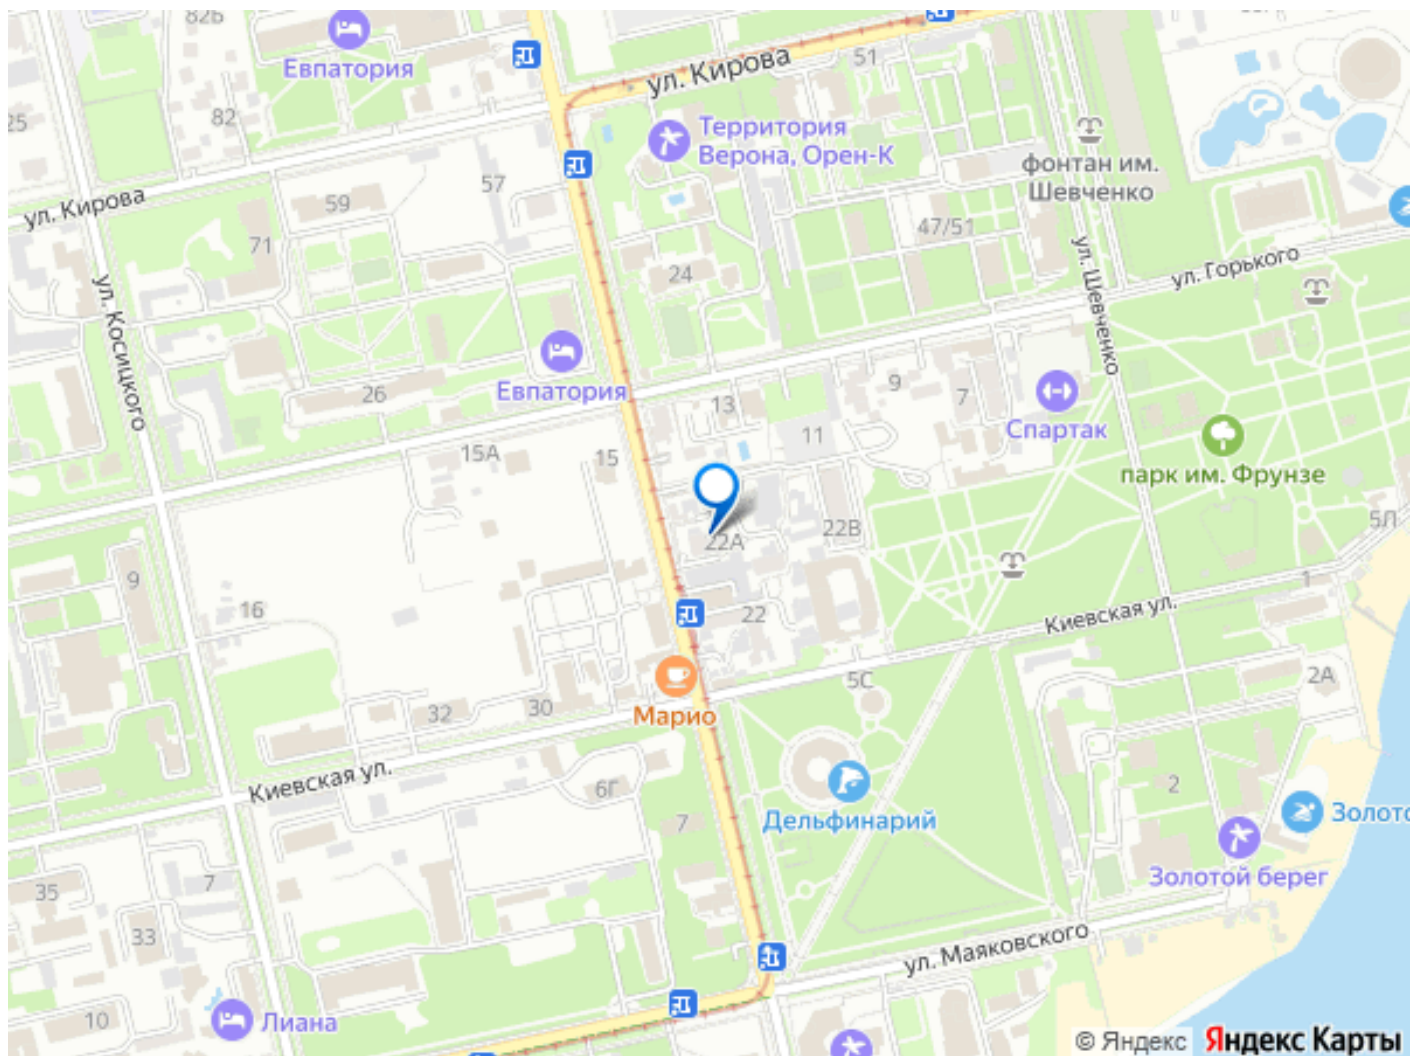 82Б
Евпатория
ул. Кирова
51
25
82
Территория
Верона, Орен-К
фонтан им.
Шевченко
57
ул. Кирова
59
71
47/51
24
ул. Шевченко
ул. Горького
ул. Косицкого
Евпатория
26
13
9
7
11
Спартак
парк им. Фрунзе
15А
15
22А
22В
5Л
9
16
22
1
Киевская ул.
5С
2А
32
30
Марио
Киевская ул.
6Г
7
Дельфинарий
2
Золото
Золотой берег
35
7
33
ул. Маяковского
10
Лиана
© Яндекс Яндекс Карты